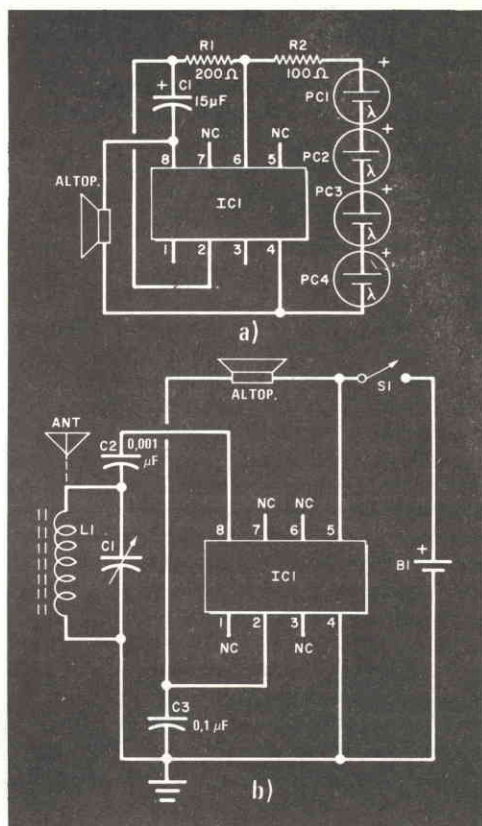 R1
200Ω
R2
100Ω
+
PC1
λ
+
C1
15µF
+
PC2
λ
NC
NC
8 7 6 5
PC3
+
λ
ALTOP.
IC1
1 2 3 4
+
PC4
λ
a)
ALTOP.
S1
ANT
C2 0,001
µF
L1
C1
NC NC
8 7 6 5
+
B1
IC1
1 2 3 4
NC NC
C3
0,1 µF
b)